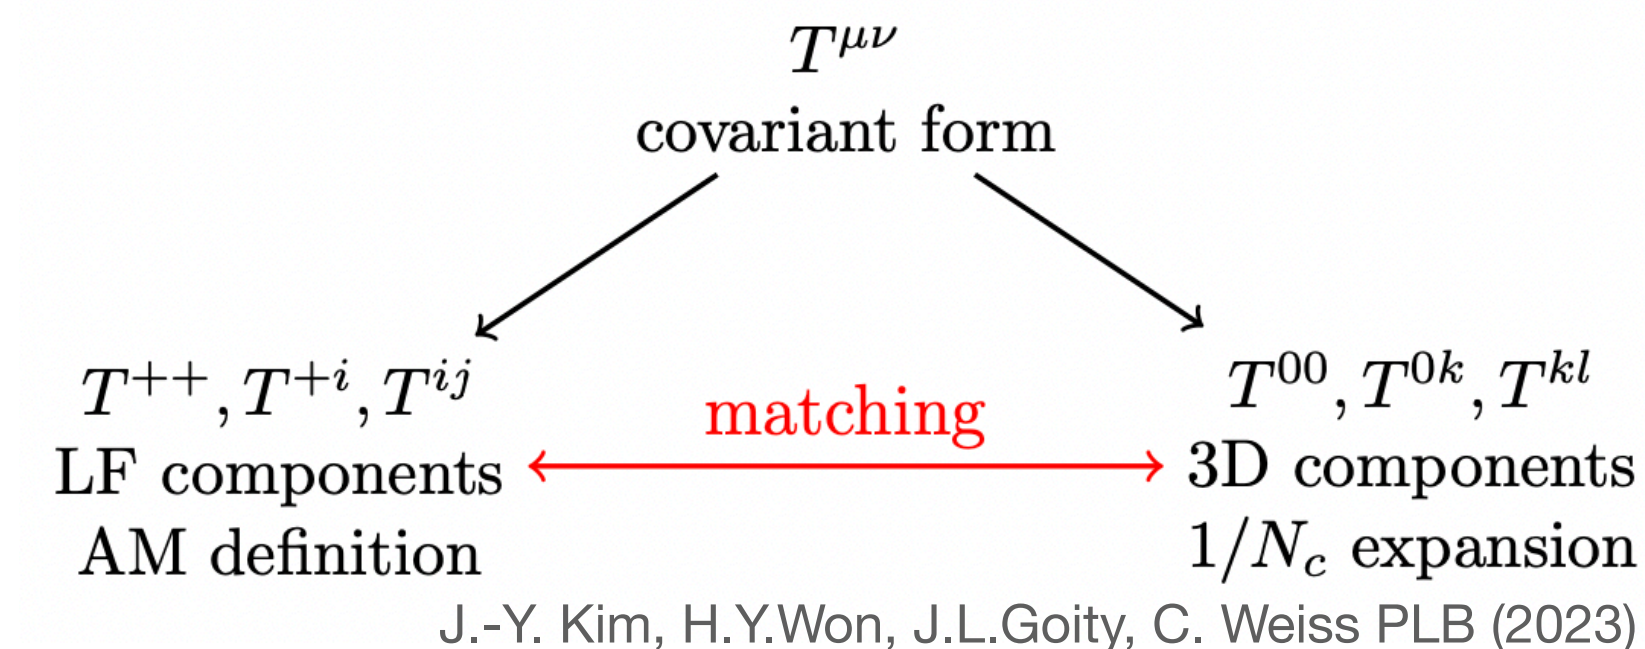 T^{μν}
covariant form
T^{++}, T^{+i}, T^{ij}
LF components
AM definition
matching
T^{00}, T^{0k}, T^{kl}
3D components
1/N_c expansion
J.-Y. Kim, H.Y.Won, J.L.Goity, C. Weiss PLB (2023)